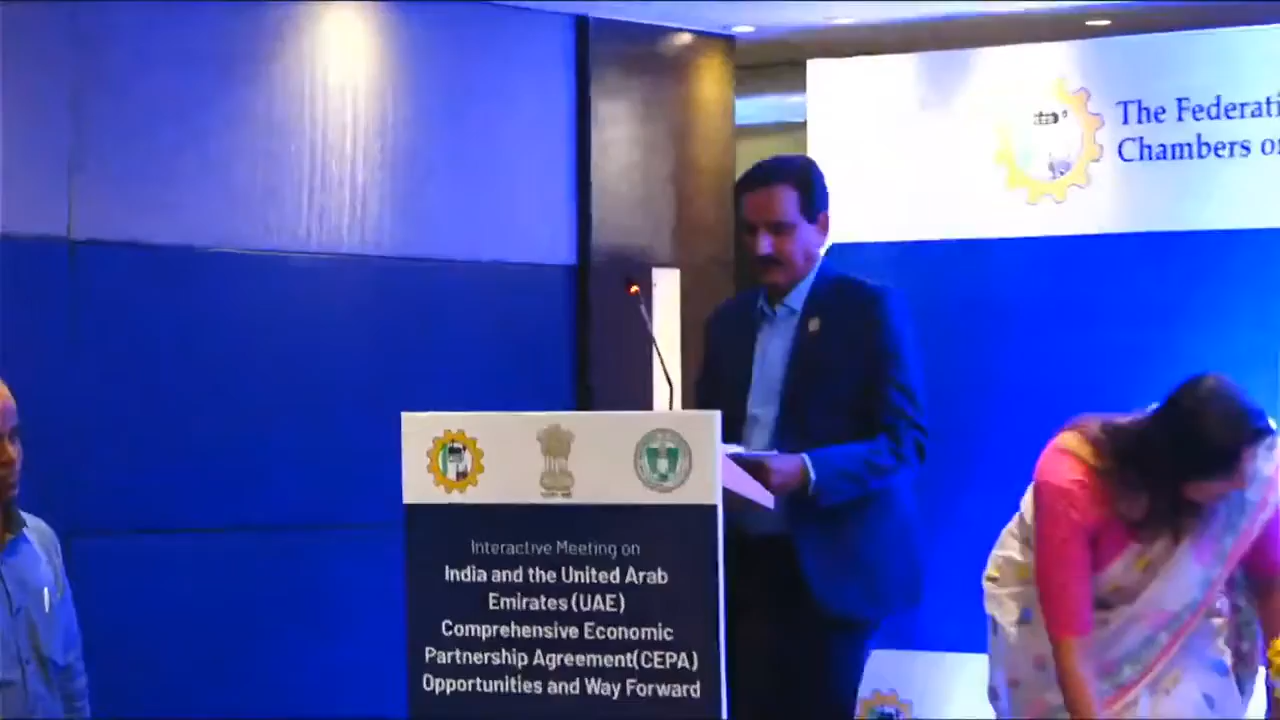 The Federati
Chambers o
Interactive Meeting on
India and the United Arab
Emirates (UAE)
Comprehensive Economic
Partnership Agreement(CEPA)
Opportunities and Way Forward